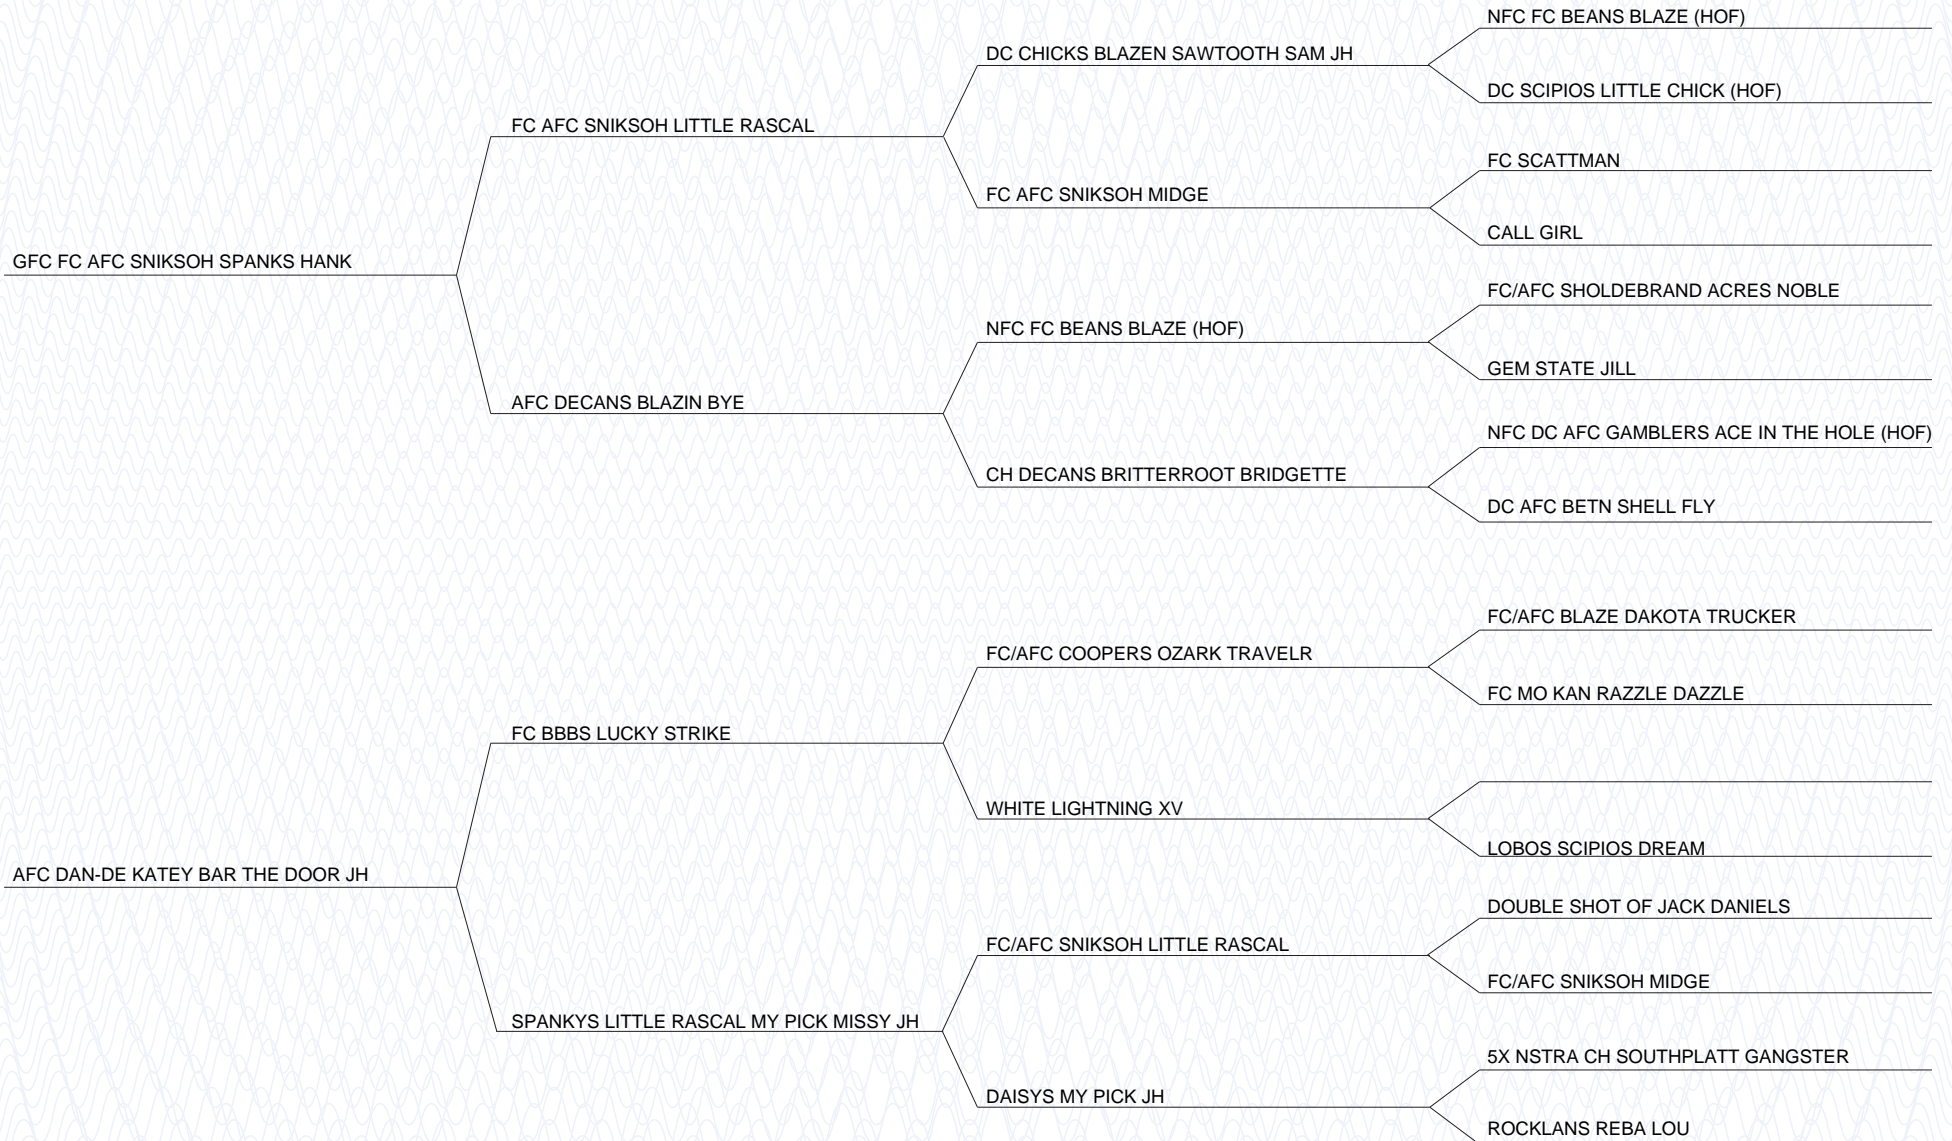 NFC FC BEANS BLAZE (HOF)
DC CHICKS BLAZEN SAWTOOTH SAM JH
DC SCIPIOS LITTLE CHICK (HOF)
FC AFC SNIKSOH LITTLE RASCAL
FC SCATTMAN
FC AFC SNIKSOH MIDGE
CALL GIRL
GFC FC AFC SNIKSOH SPANKS HANK
FC/AFC SHOLDEBRAND ACRES NOBLE
NFC FC BEANS BLAZE (HOF)
GEM STATE JILL
AFC DECANS BLAZIN BYE
NFC DC AFC GAMBLERS ACE IN THE HOLE (HOF)
CH DECANS BRITTERROOT BRIDGETTE
DC AFC BETN SHELL FLY
FC/AFC BLAZE DAKOTA TRUCKER
FC/AFC COOPERS OZARK TRAVELR
FC MO KAN RAZZLE DAZZLE
FC BBBS LUCKY STRIKE
WHITE LIGHTNING XV
LOBOS SCIPIOS DREAM
AFC DAN-DE KATEY BAR THE DOOR JH
DOUBLE SHOT OF JACK DANIELS
FC/AFC SNIKSOH LITTLE RASCAL
FC/AFC SNIKSOH MIDGE
SPANKYS LITTLE RASCAL MY PICK MISSY JH
5X NSTRA CH SOUTHPLATT GANGSTER
DAISYS MY PICK JH
ROCKLANS REBA LOU